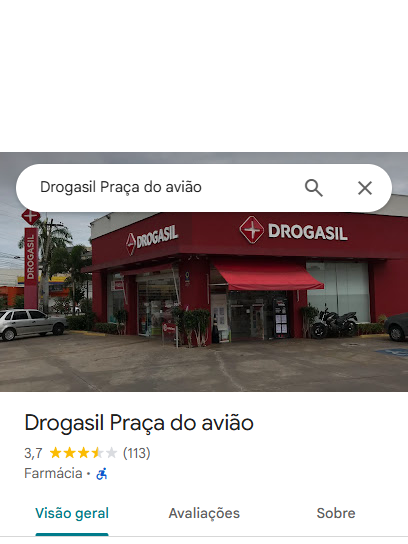 Drogasil Praça do avião
DROGASIL
DROGASIL
DROGASIL
Drogasil Praça do avião
3,7 (113)
Farmácia ·
Visão geral Avaliações Sobre